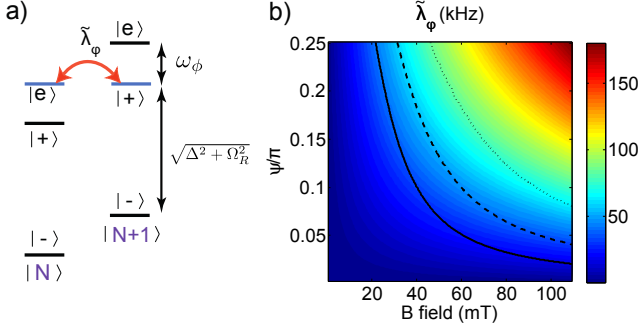 a)
|e⟩
λ̃φ
ωϕ
|e⟩ |+⟩
|+⟩
√Δ² + Ω²R
|-⟩
|-⟩ |N+1⟩
|N⟩
b)
λ̃φ (kHz)
0.25
0.2
0.15
0.1
0.05
ψ/π
20 40 60 80 100
B field (mT)
150
100
50